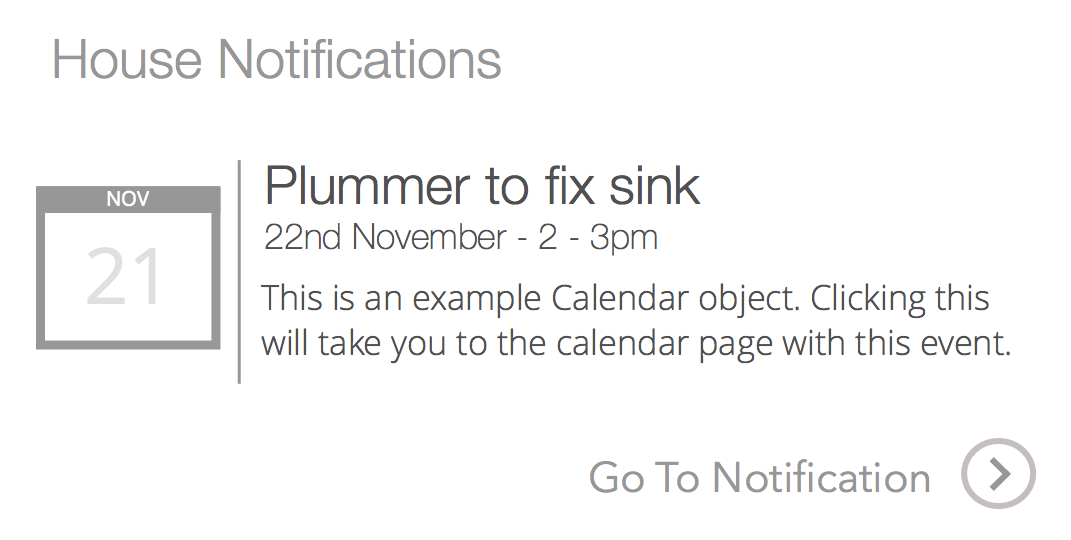 House Notifications
NOV
21
Plummer to fix sink
22nd November - 2 - 3pm
This is an example Calendar object. Clicking this
will take you to the calendar page with this event.
Go To Notification